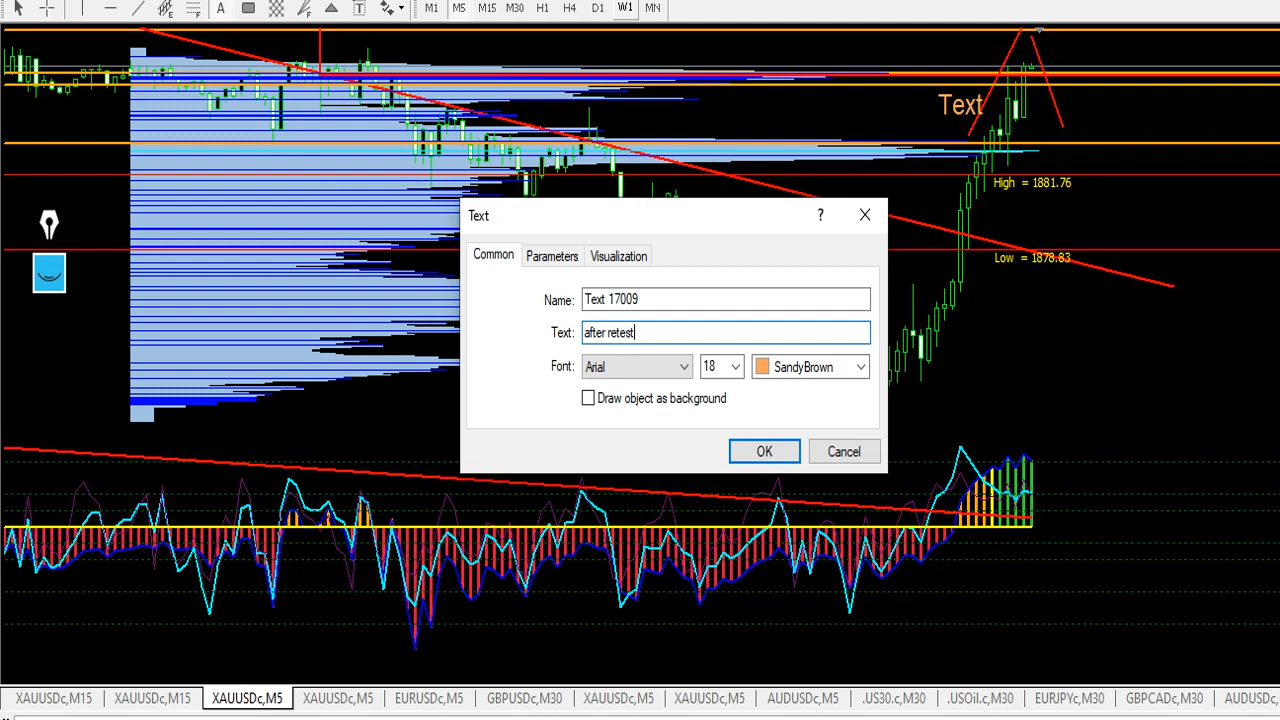 A
T
M1 M5 M15 M30 H1 H4 D1 W1 MN
Text
High = 1881.76
Low = 1878.83
Text ?
Common Parameters Visualization
Name: Text 17009
Text: after retest
Font: Arial 18 SandyBrown
Draw object as background
OK Cancel
XAUUSDc,M15 XAUUSDc,M15 XAUUSDc,M5 XAUUSDc,M5 EURUSDc,M5 GBPUSDc,M30 XAUUSDc,M5 XAUUSDc,M5 AUDUSDc,M5 .US30.c,M30 .USOil.c,M30 EURJPYc,M30 GBPCADc,M30 AUDUSDc,